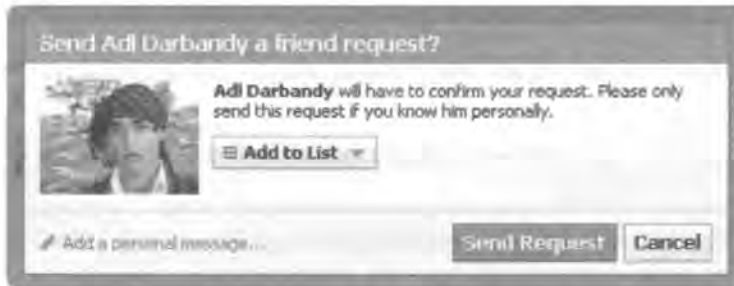 Send Adl Darbandy a friend request?
Adl Darbandy will have to confirm your request. Please only
send this request if you know him personally.
Add to List
Add a personal message...
Send Request
Cancel